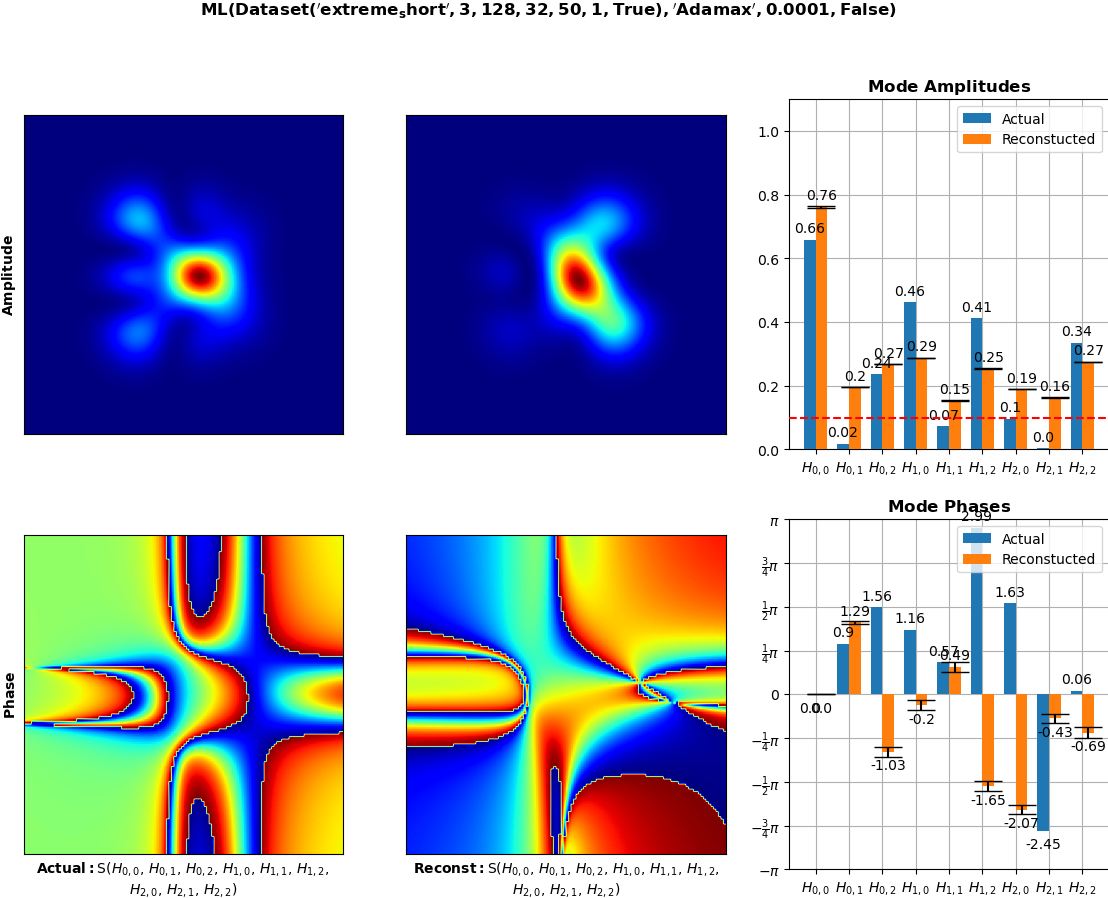 ML(Dataset('extreme_short', 3, 128, 32, 50, 1, True), 'Adamax', 0.0001, False)
Amplitude
Mode Amplitudes
Actual
Reconstucted
1.0
0.8
0.6
0.4
0.2
0.0
0.66
0.76
0.02
0.2
0.24
0.27
0.46
0.29
0.07
0.15
0.41
0.25
0.1
0.19
0.0
0.16
0.34
0.27
H0,0 H0,1 H0,2 H1,0 H1,1 H1,2 H2,0 H2,1 H2,2
Phase
Actual: S(H0,0, H0,1, H0,2, H1,0, H1,1, H1,2,
H2,0, H2,1, H2,2)
Reconst: S(H0,0, H0,1, H0,2, H1,0, H1,1, H1,2,
H2,0, H2,1, H2,2)
Mode Phases
Actual
Reconstucted
π
3/4π
1/2π
1/4π
0
−1/4π
−1/2π
−3/4π
−π
0.0
0.0
0.9
1.29
1.56
-1.03
1.16
-0.2
0.57
0.49
2.99
-1.65
1.63
-2.07
-2.45
-0.43
0.06
-0.69
H0,0 H0,1 H0,2 H1,0 H1,1 H1,2 H2,0 H2,1 H2,2